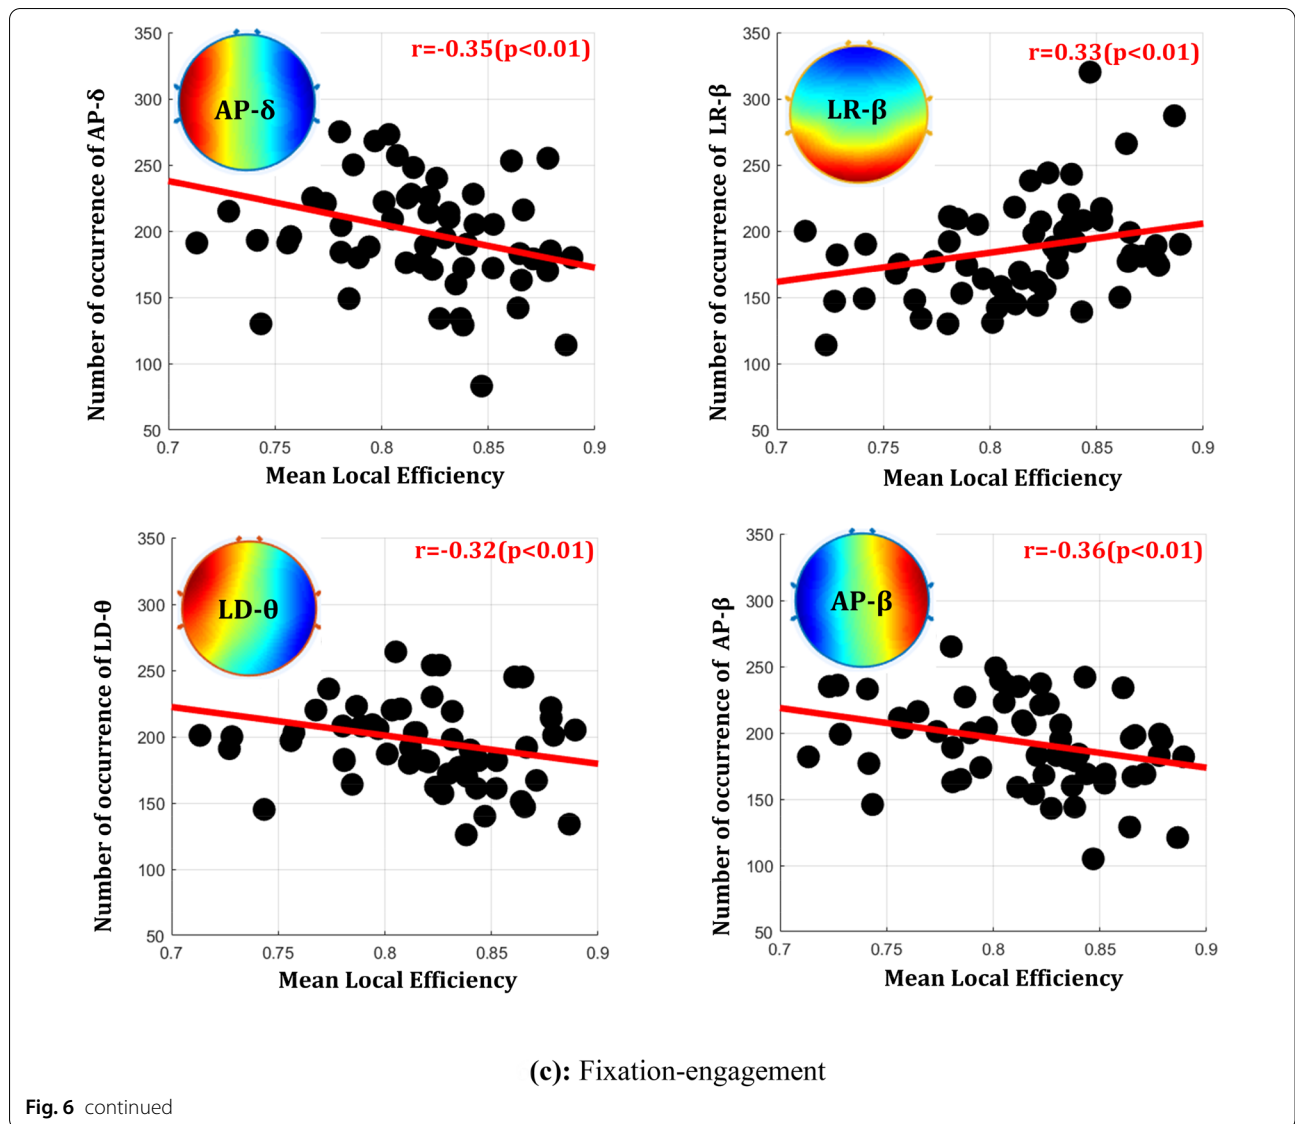 r=-0.35(p<0.01)
AP-δ
Number of occurrence of AP-δ
350
300
250
200
150
100
50
0.7 0.75 0.8 0.85 0.9
Mean Local Efficiency
r=0.33(p<0.01)
LR-β
Number of occurrence of LR-β
350
300
250
200
150
100
50
0.7 0.75 0.8 0.85 0.9
Mean Local Efficiency
r=-0.32(p<0.01)
LD-θ
Number of occurrence of LD-θ
350
300
250
200
150
100
50
0.7 0.75 0.8 0.85 0.9
Mean Local Efficiency
r=-0.36(p<0.01)
AP-β
Number of occurrence of AP-β
350
300
250
200
150
100
50
0.7 0.75 0.8 0.85 0.9
Mean Local Efficiency
(c): Fixation-engagement
Fig. 6 continued